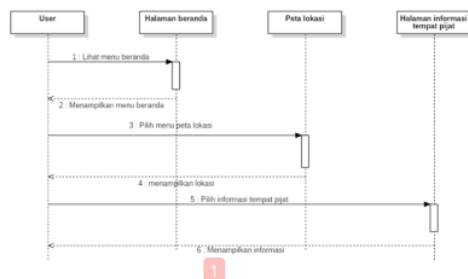 User
Halaman beranda
Peta lokasi
Halaman informasi
tempat pijat
1 : Lihat menu beranda
2 : Menampilkan menu beranda
3 : Pilih menu peta lokasi
4 : menampilkan lokasi
5 : Pilih informasi tempat pijat
6 : Menampilkan informasi
1